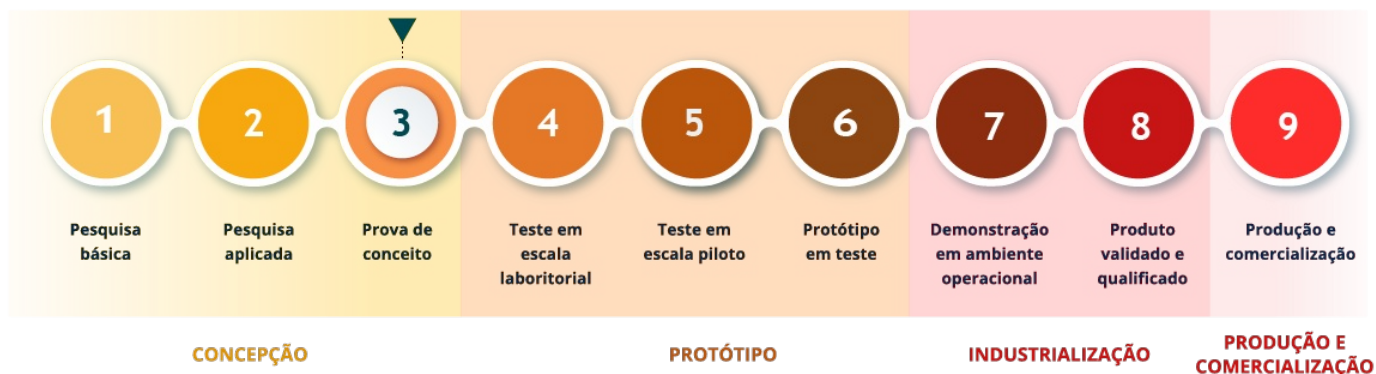 1
2
3
4
5
6
7
8
9
Pesquisa
básica
Pesquisa
aplicada
Prova de
conceito
Teste em
escala
laboritorial
Teste em
escala piloto
Protótipo
em teste
Demonstração
em ambiente
operacional
Produto
validado e
qualificado
Produção e
comercialização
CONCEPÇÃO
PROTÓTIPO
INDUSTRIALIZAÇÃO
PRODUÇÃO E
COMERCIALIZAÇÃO